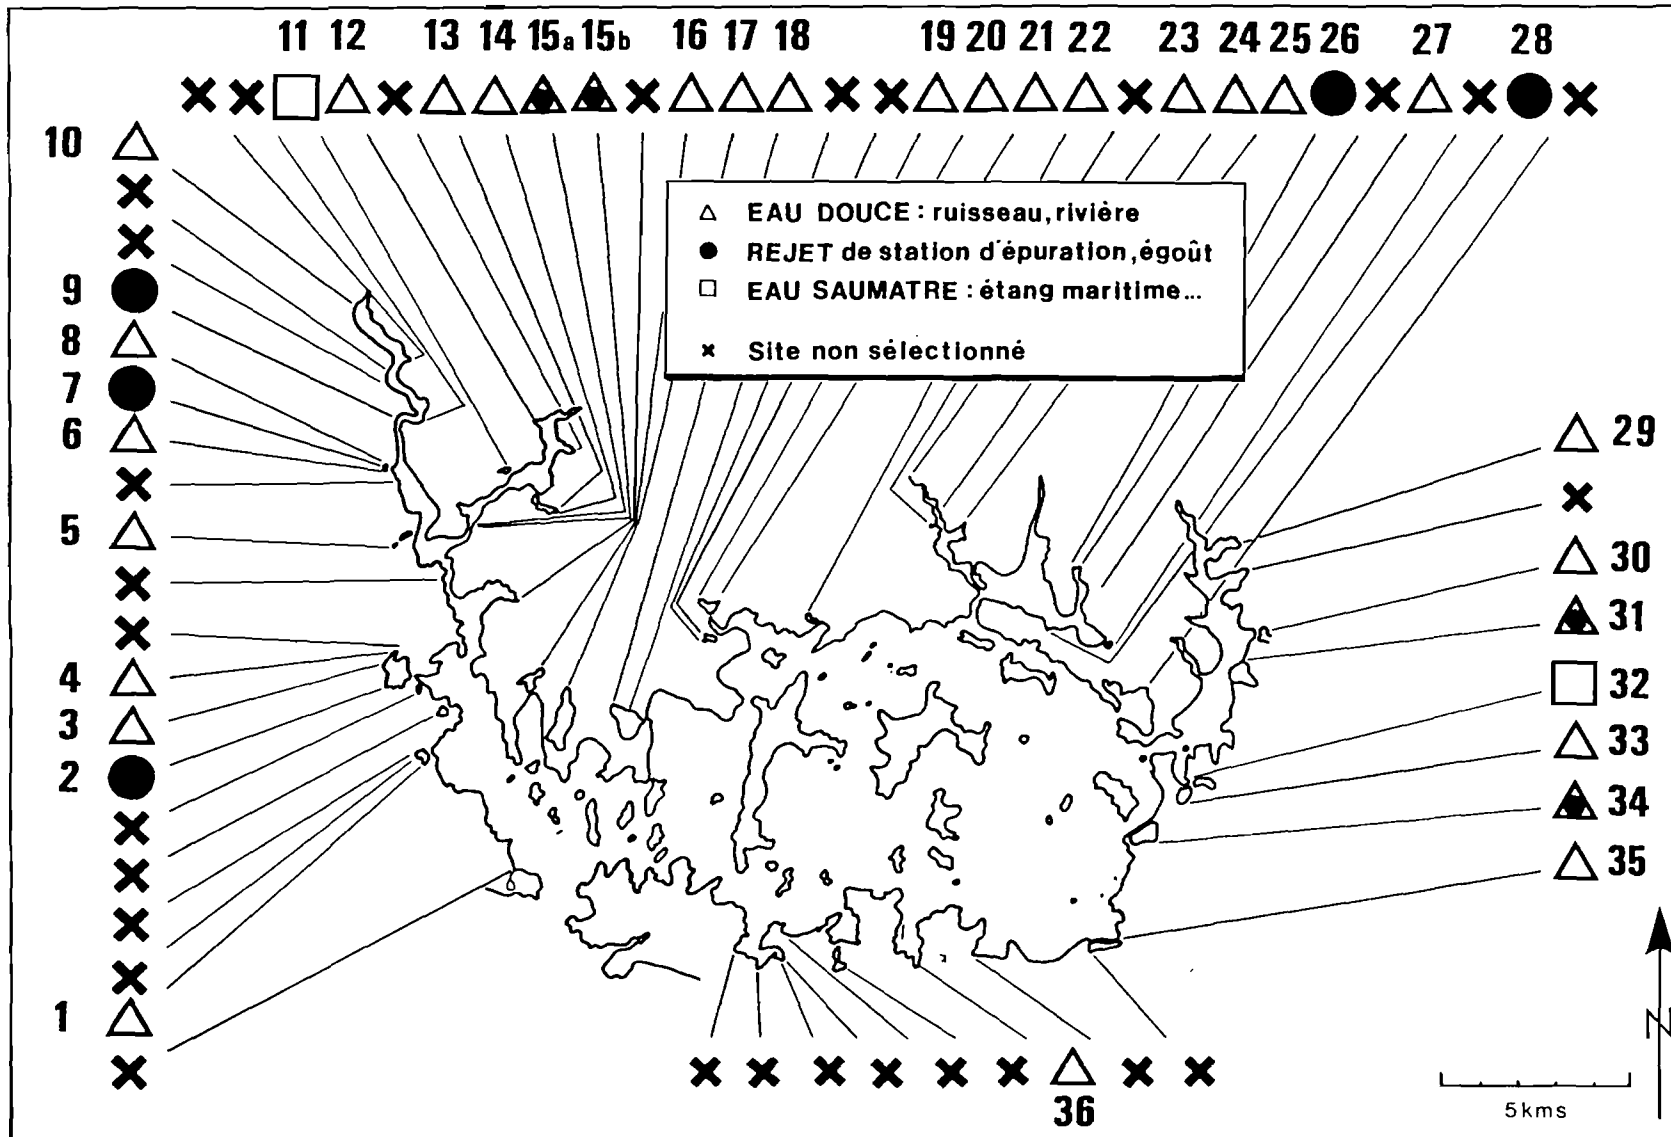 11 12 13 14 15a 15b 16 17 18 19 20 21 22 23 24 25 26 27 28
10
9
8
7
6
5
4
3
2
1
EAU DOUCE : ruisseau, rivière
REJET de station d'épuration, égoût
EAU SAUMATRE : étang maritime...
Site non sélectionné
29
30
31
32
33
34
35
36
N
5kms